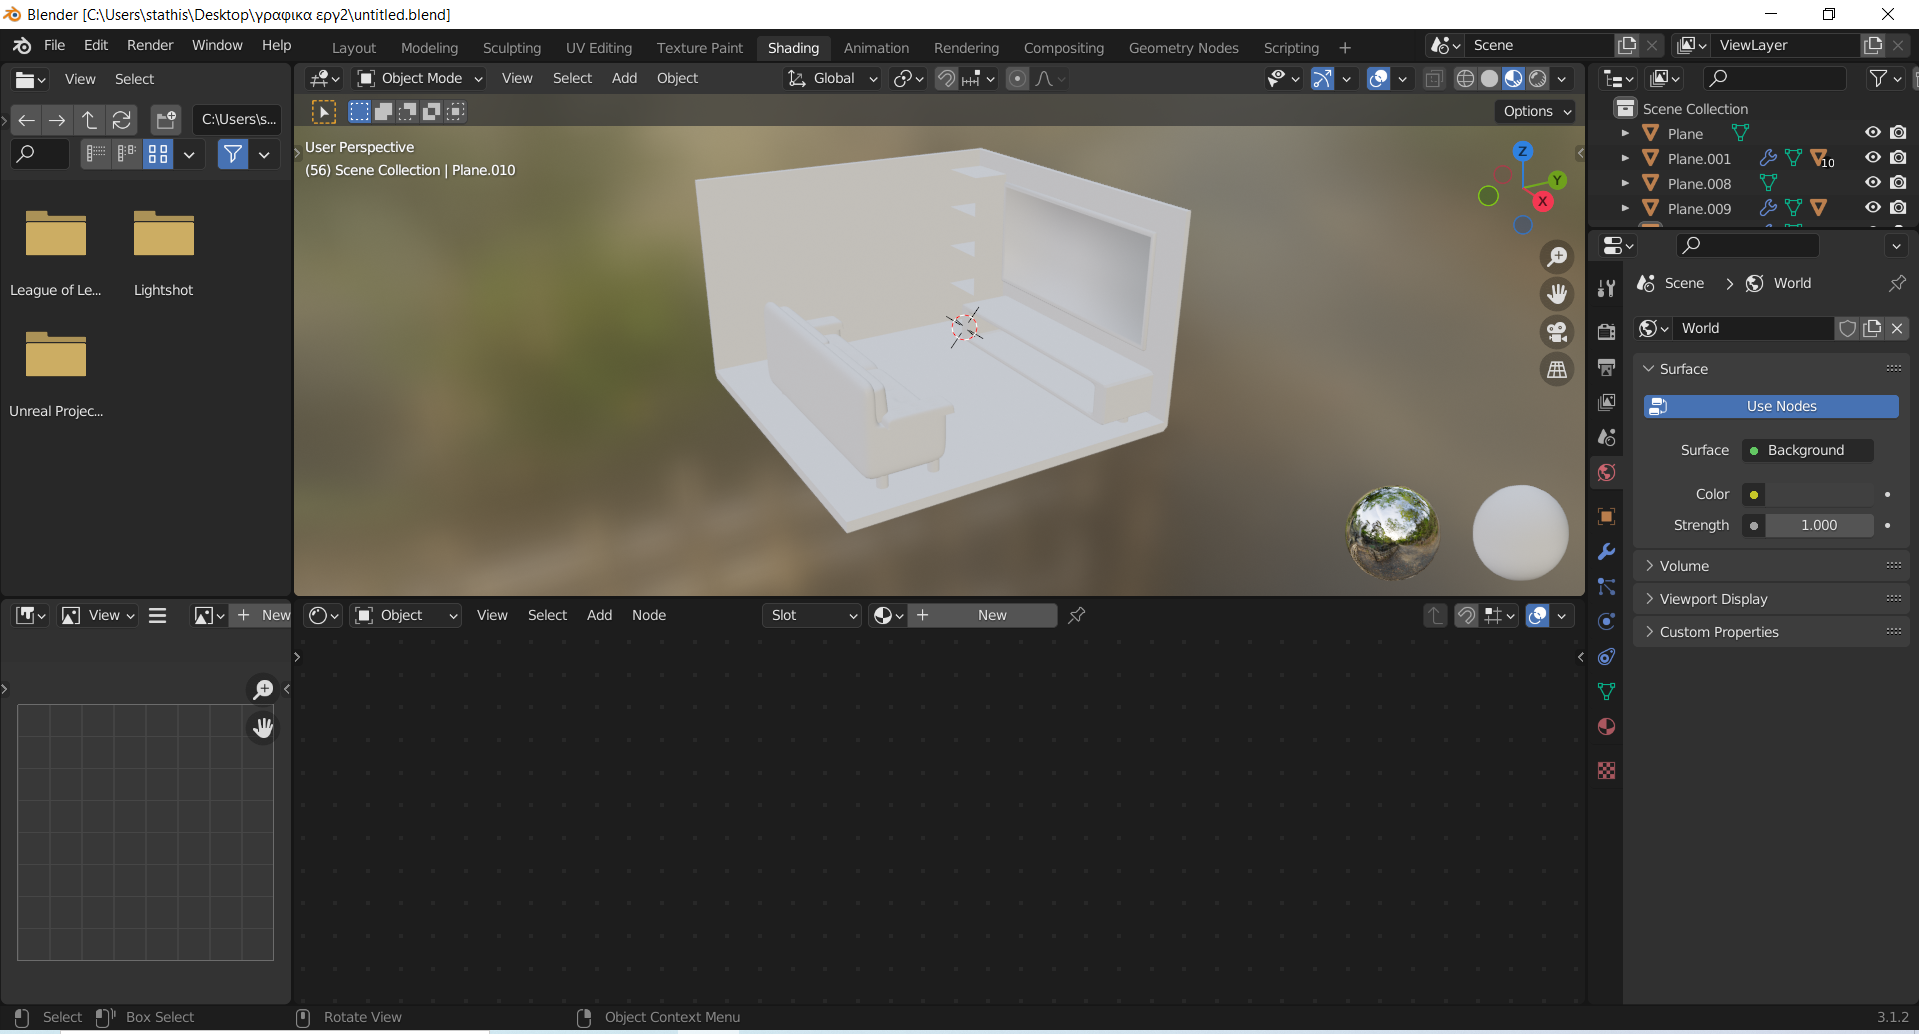 Blender [C:\Users\stathis\Desktop\γραφικα εργ2\untitled.blend]
File Edit Render Window Help Layout Modeling Sculpting UV Editing Texture Paint Shading Animation Rendering Compositing Geometry Nodes Scripting Scene ViewLayer
View Select
Object Mode View Select Add Object Global
C:\Users\s...
Options
User Perspective
(56) Scene Collection | Plane.010
Z
Y
X
League of Le...
Lightshot
Unreal Projec...
Scene Collection
Plane
Plane.001 10
Plane.008
Plane.009
Scene World
World
Surface
Use Nodes
Surface Background
Color
Strength 1.000
Volume
Viewport Display
Custom Properties
View New
Object View Select Add Node Slot New
Select Box Select Rotate View Object Context Menu 3.1.2